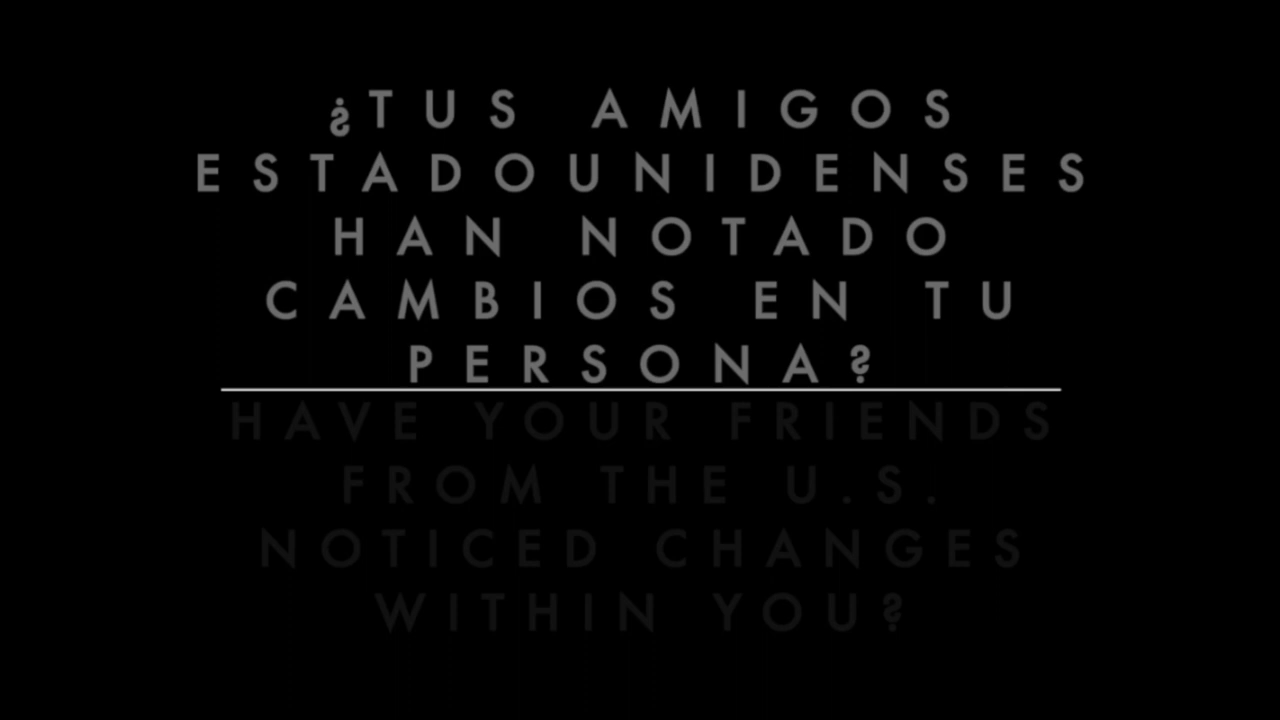 ¿TUS AMIGOS
ESTADOUNIDENSES
HAN NOTADO
CAMBIOS EN TU
PERSONA?
HAVE YOUR FRIENDS
FROM THE U.S.
NOTICED CHANGES
WITHIN YOU?